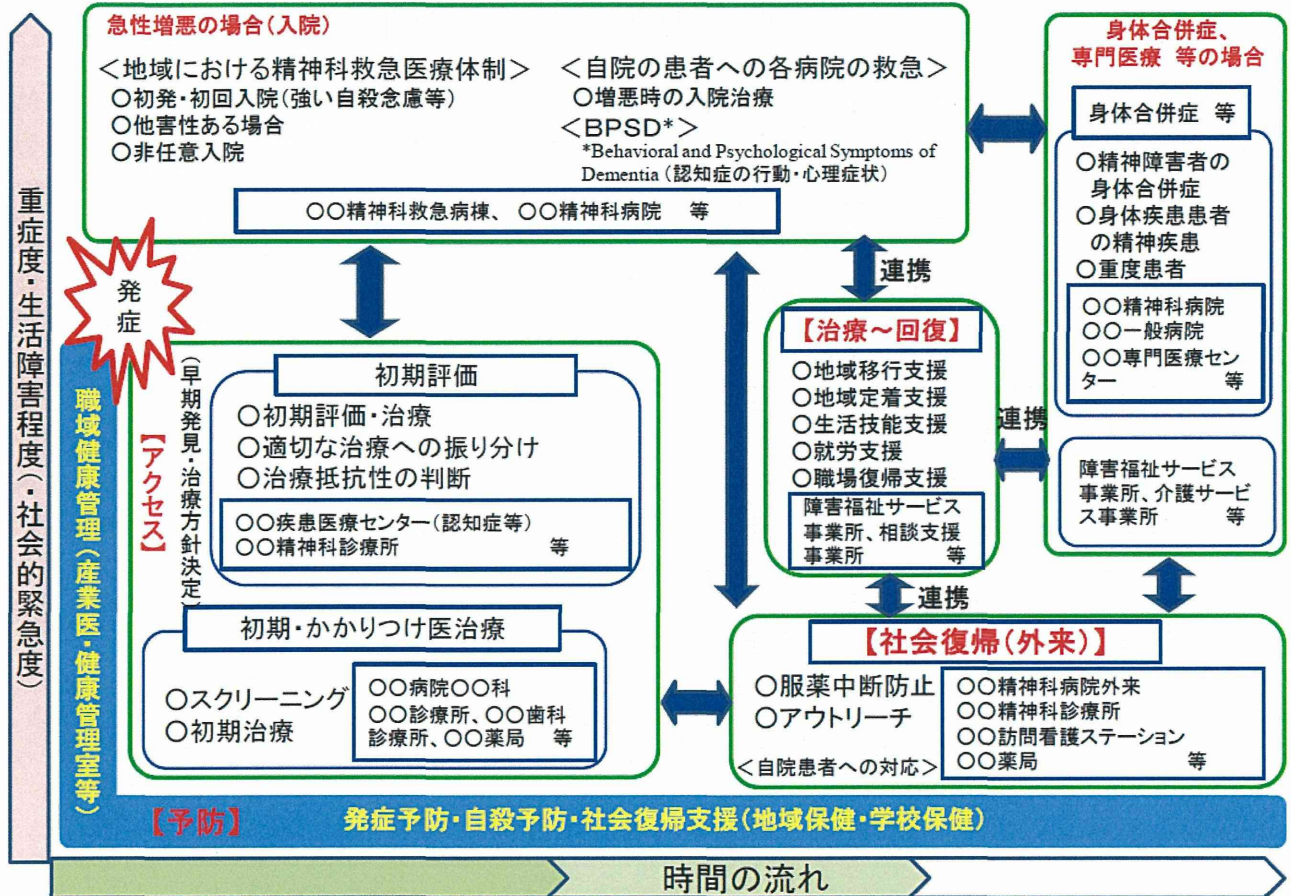 急性増悪の場合(入院)
＜地域における精神科救急医療体制＞
○初発・初回入院(強い自殺念慮等)
○他害性ある場合
○非任意入院
＜自院の患者への各病院の救急＞
○増悪時の入院治療
＜BPSD*＞
*Behavioral and Psychological Symptoms of
Dementia (認知症の行動・心理症状)
○○精神科救急病棟、 ○○精神科病院 等
身体合併症、
専門医療 等の場合
身体合併症 等
○精神障害者の
身体合併症
○身体疾患患者
の精神疾患
○重度患者
○○精神科病院
○○一般病院
○○専門医療セン
ター 等
障害福祉サービス
事業所、介護サービ
ス事業所 等
重症度・生活障害程度(・社会的緊急度)
発症
連携
【治療～回復】
○地域移行支援
○地域定着支援
○生活技能支援
○就労支援
○職場復帰支援
障害福祉サービス
事業所、相談支援
事業所 等
連携
連携
職域健康管理(産業医・健康管理室等)
【アクセス】
(早期発見・治療方針決定)
初期評価
○初期評価・治療
○適切な治療への振り分け
○治療抵抗性の判断
○○疾患医療センター(認知症等)
○○精神科診療所 等
初期・かかりつけ医治療
○スクリーニング
○初期治療
○○病院○○科
○○診療所、○○歯科
診療所、○○薬局 等
【社会復帰(外来)】
○服薬中断防止
○アウトリーチ
＜自院患者への対応＞
○○精神科病院外来
○○精神科診療所
○○訪問看護ステーション
○○薬局 等
【予防】
発症予防・自殺予防・社会復帰支援(地域保健・学校保健)
時間の流れ